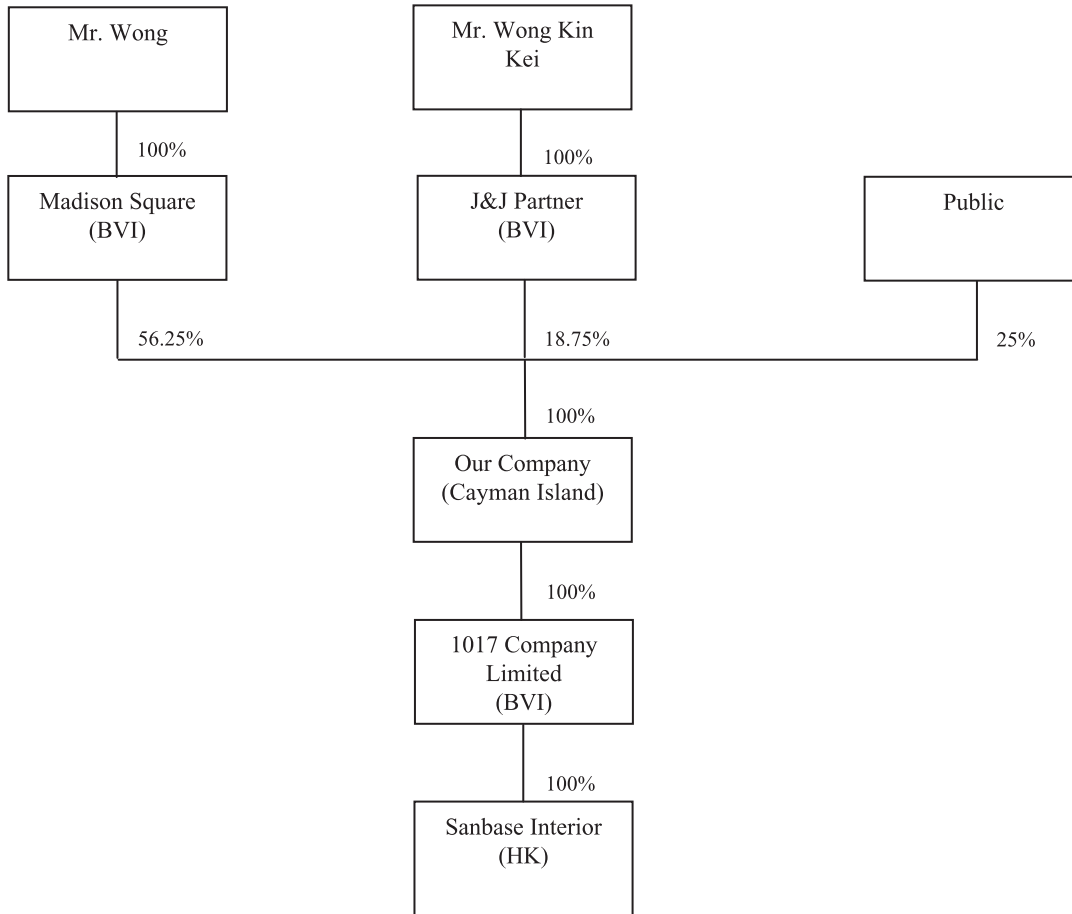 Mr. Wong
Mr. Wong Kin
Kei
100%
100%
Madison Square
(BVI)
J&J Partner
(BVI)
Public
56.25%
18.75%
25%
100%
Our Company
(Cayman Island)
100%
1017 Company
Limited
(BVI)
100%
Sanbase Interior
(HK)